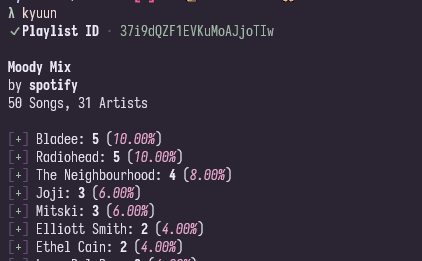 λ kyuun
✓Playlist ID · 37i9dQZF1EVKuMoAJjoTIw
Moody Mix
by spotify
50 Songs, 31 Artists
[+] Bladee: 5 (10.00%)
[+] Radiohead: 5 (10.00%)
[+] The Neighbourhood: 4 (8.00%)
[+] Joji: 3 (6.00%)
[+] Mitski: 3 (6.00%)
[+] Elliott Smith: 2 (4.00%)
[+] Ethel Cain: 2 (4.00%)